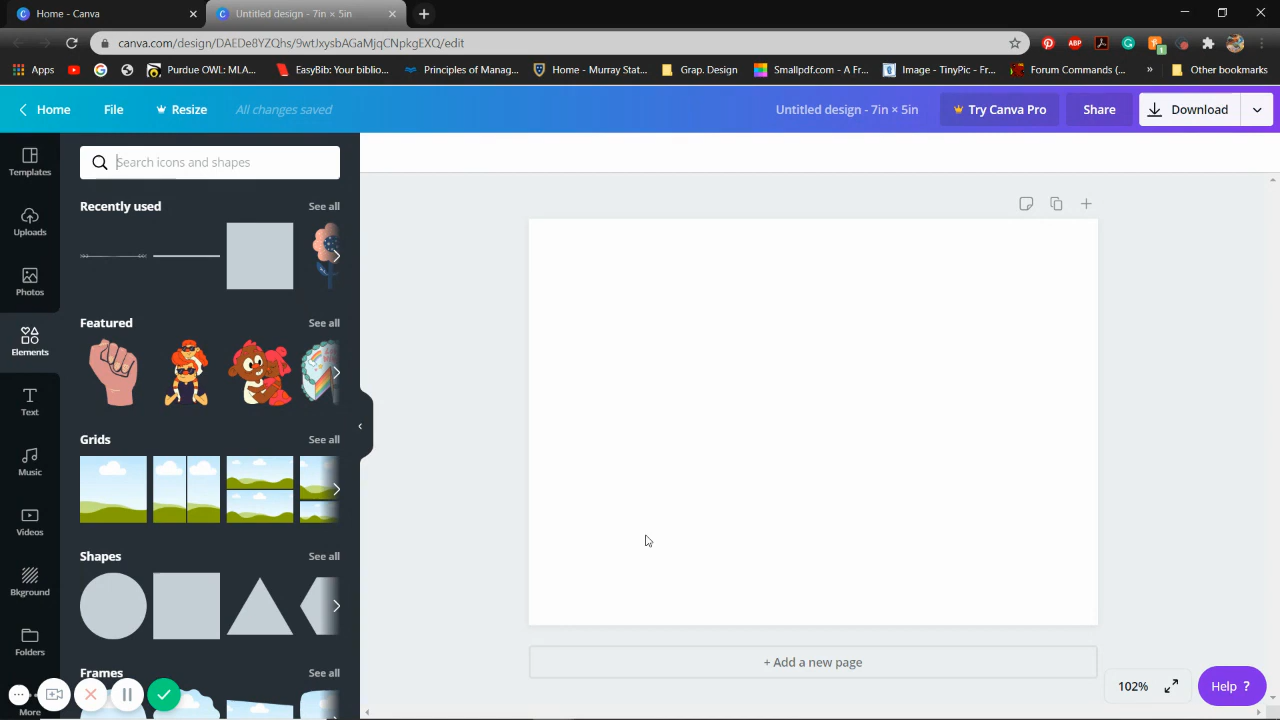 Home - Canva
Untitled design - 7in × 5in
canva.com/design/DAEDe8YZQhs/9wtJxysbAGaMjqCNpkgEXQ/edit
Apps
Purdue OWL: MLA...
EasyBib: Your biblio...
Principles of Manag...
Home - Murray Stat...
Grap. Design
Smallpdf.com - A Fr...
Image - TinyPic - Fr...
Forum Commands (...
»
Other bookmarks
Home
File
Resize
All changes saved
Untitled design - 7in × 5in
Try Canva Pro
Share
Download
Templates
Uploads
Photos
Elements
Text
Music
Videos
Bkground
Folders
More
Search icons and shapes
Recently used
See all
Featured
See all
Grids
See all
Shapes
See all
Frames
See all
+ Add a new page
102%
Help ?